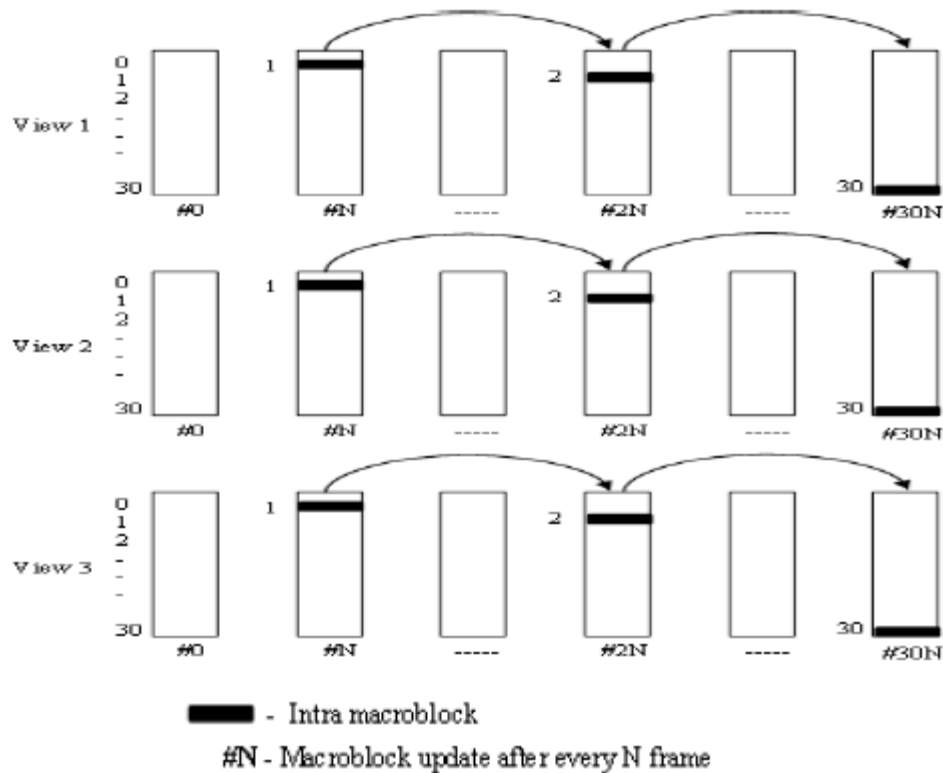 0
1
2
-
-
-
30
View 1
1
2
30
#0
#N
-----
#2N
-----
#30N
0
1
2
-
-
-
30
View 2
1
2
30
#0
#N
-----
#2N
-----
#30N
0
1
2
-
-
-
30
View 3
1
2
30
#0
#N
-----
#2N
-----
#30N
- Intra macroblock
#N - Macroblock update after every N frame